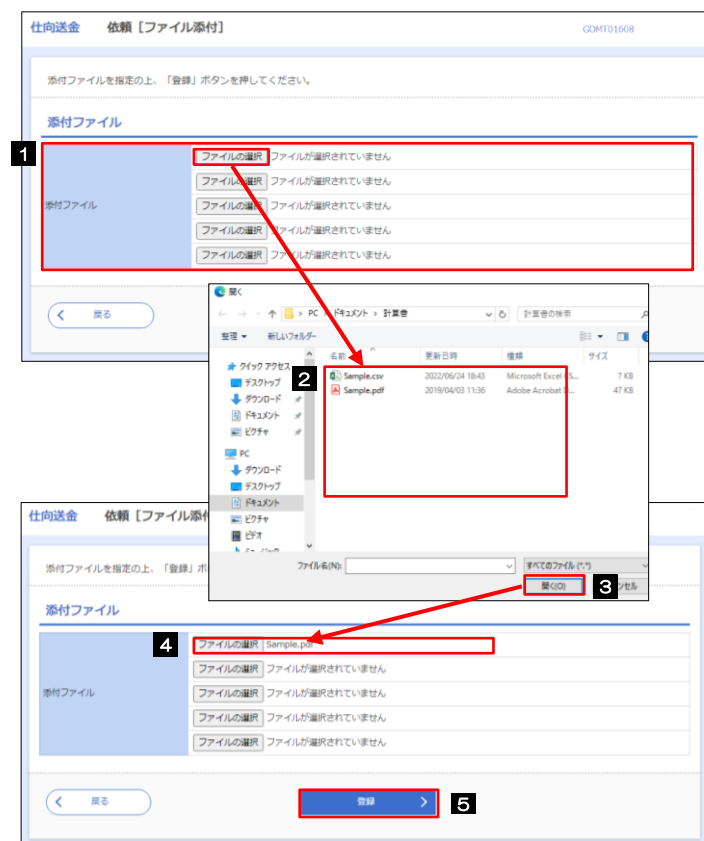 仕向送金 依頼［ファイル添付］ GOMT01608
添付ファイルを指定の上、「登録」ボタンを押してください。
添付ファイル
1
ファイルの選択 ファイルが選択されていません
ファイルの選択 ファイルが選択されていません
添付ファイル ファイルの選択 ファイルが選択されていません
ファイルの選択 ファイルが選択されていません
ファイルの選択 ファイルが選択されていません
戻る
開く
PC › ドキュメント › 計算書 計算書の検索
整理 新しいフォルダー
名前 更新日時 種類 サイズ
クイック アクセス
デスクトップ
ダウンロード
ドキュメント
ピクチャ
PC
ダウンロード
デスクトップ
ドキュメント
ピクチャ
ビデオ
2
Sample.csv 2022/06/24 18:43 Microsoft Excel CS... 7 KB
Sample.pdf 2019/04/03 11:36 Adobe Acrobat D... 47 KB
ファイル名(N): すべてのファイル (*.*)
開く(O) 3 ンセル
仕向送金 依頼［ファイル添付
添付ファイルを指定の上、「登録」ボ
添付ファイル
4 ファイルの選択 Sample.pdf
ファイルの選択 ファイルが選択されていません
添付ファイル ファイルの選択 ファイルが選択されていません
ファイルの選択 ファイルが選択されていません
ファイルの選択 ファイルが選択されていません
戻る 登録 5